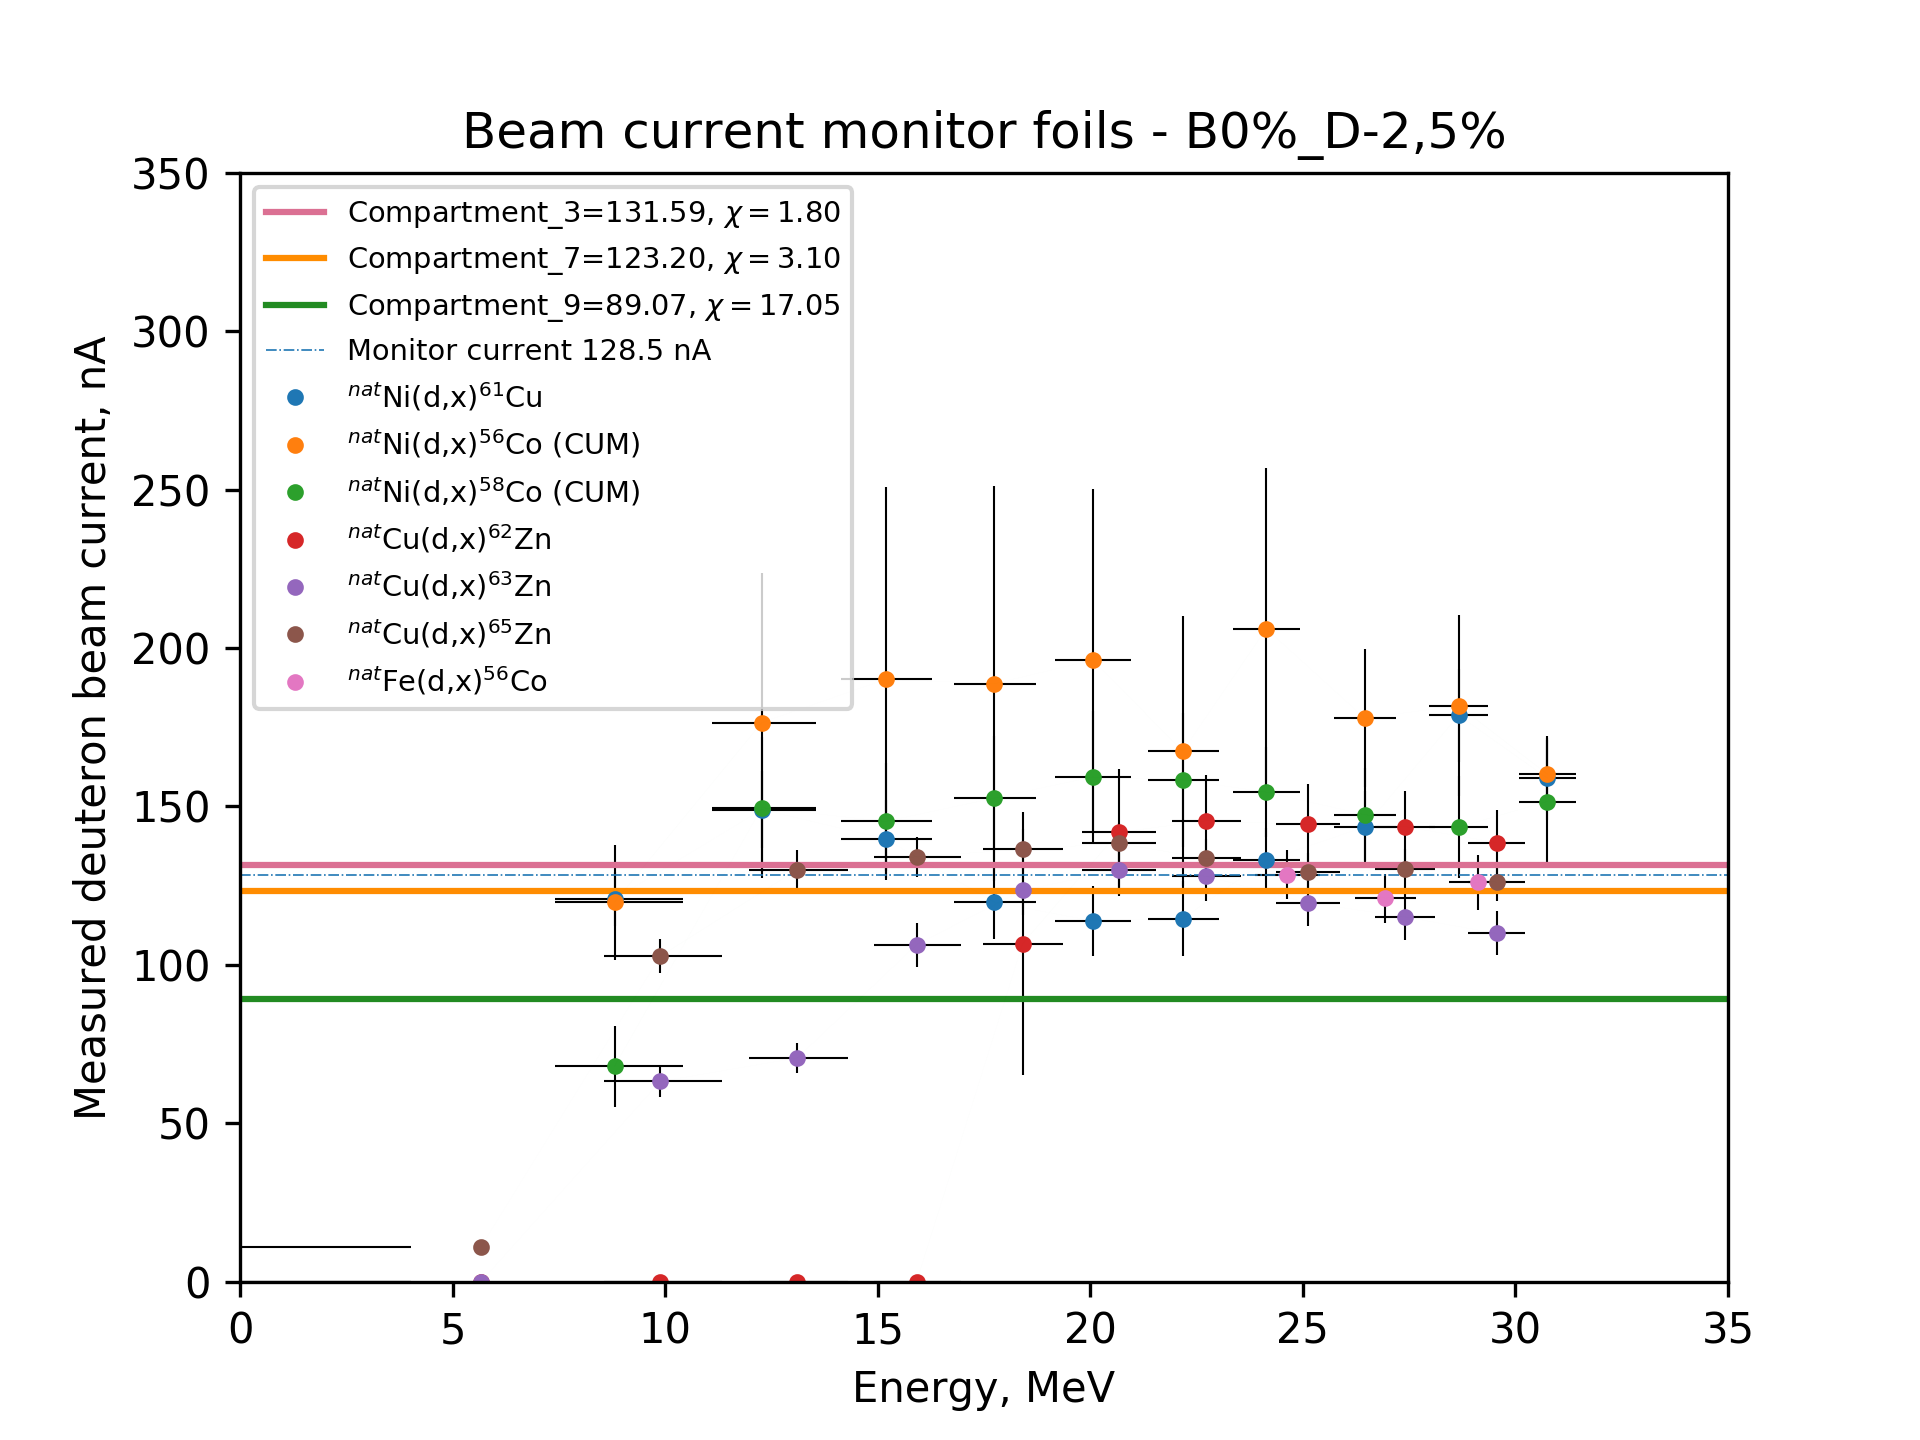 Beam current monitor foils - B0%_D-2,5%
Measured deuteron beam current, nA
350
300
250
200
150
100
50
0
Compartment_3=131.59, χ = 1.80
Compartment_7=123.20, χ = 3.10
Compartment_9=89.07, χ = 17.05
Monitor current 128.5 nA
ⁿᵃᵗNi(d,x)⁶¹Cu
ⁿᵃᵗNi(d,x)⁵⁶Co (CUM)
ⁿᵃᵗNi(d,x)⁵⁸Co (CUM)
ⁿᵃᵗCu(d,x)⁶²Zn
ⁿᵃᵗCu(d,x)⁶³Zn
ⁿᵃᵗCu(d,x)⁶⁵Zn
ⁿᵃᵗFe(d,x)⁵⁶Co
0 5 10 15 20 25 30 35
Energy, MeV